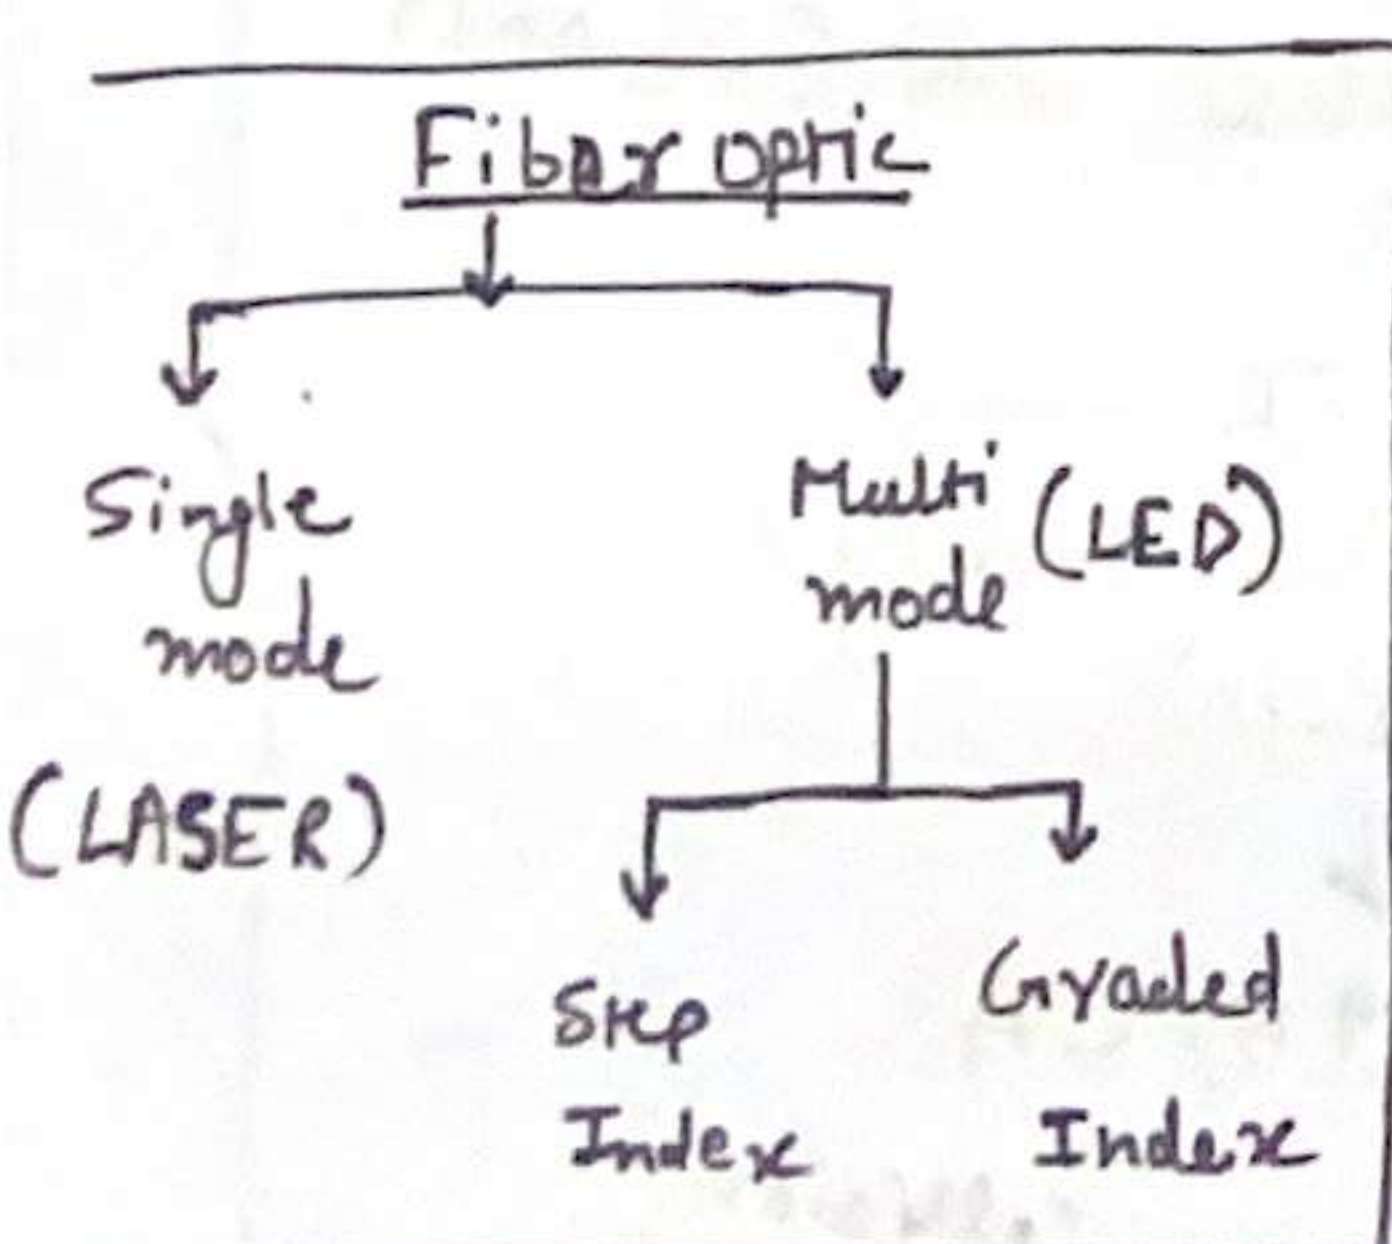 Fiber optic
Single
mode
(LASER)
Multi
mode
(LED)
Step
Index
Graded
Index